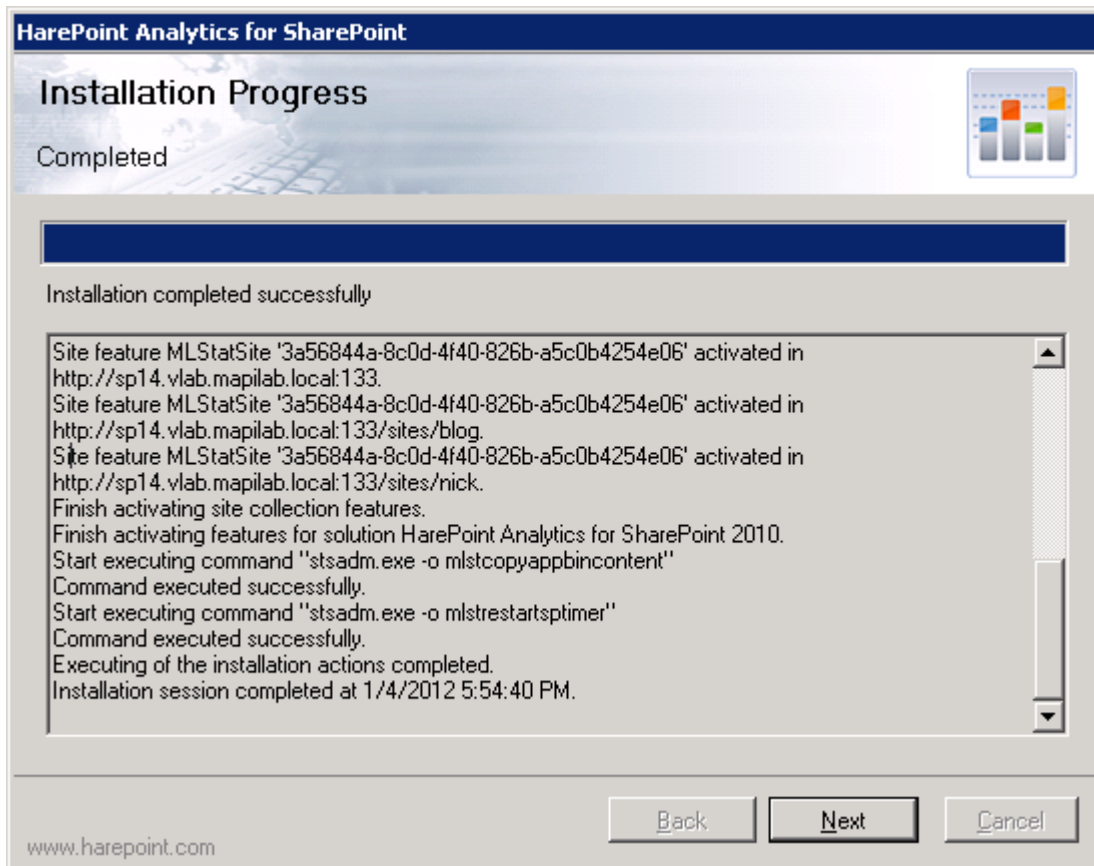 HarePoint Analytics for SharePoint
Installation Progress
Completed
Installation completed successfully
Site feature MLStatSite '3a56844a-8c0d-4f40-826b-a5c0b4254e06' activated in
http://sp14.vlab.mapilab.local:133.
Site feature MLStatSite '3a56844a-8c0d-4f40-826b-a5c0b4254e06' activated in
http://sp14.vlab.mapilab.local:133/sites/blog.
Site feature MLStatSite '3a56844a-8c0d-4f40-826b-a5c0b4254e06' activated in
http://sp14.vlab.mapilab.local:133/sites/nick.
Finish activating site collection features.
Finish activating features for solution HarePoint Analytics for SharePoint 2010.
Start executing command "stsadm.exe -o mlstcopyappbincontent"
Command executed successfully.
Start executing command "stsadm.exe -o mlstrestartsptimer"
Command executed successfully.
Executing of the installation actions completed.
Installation session completed at 1/4/2012 5:54:40 PM.
Back Next Cancel
www.harepoint.com